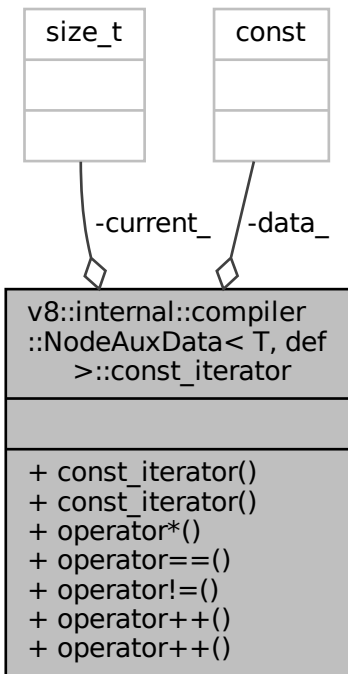 size_t
const
-current_
-data_
v8::internal::compiler
::NodeAuxData< T, def
>::const_iterator
+ const_iterator()
+ const_iterator()
+ operator*()
+ operator==()
+ operator!=()
+ operator++()
+ operator++()